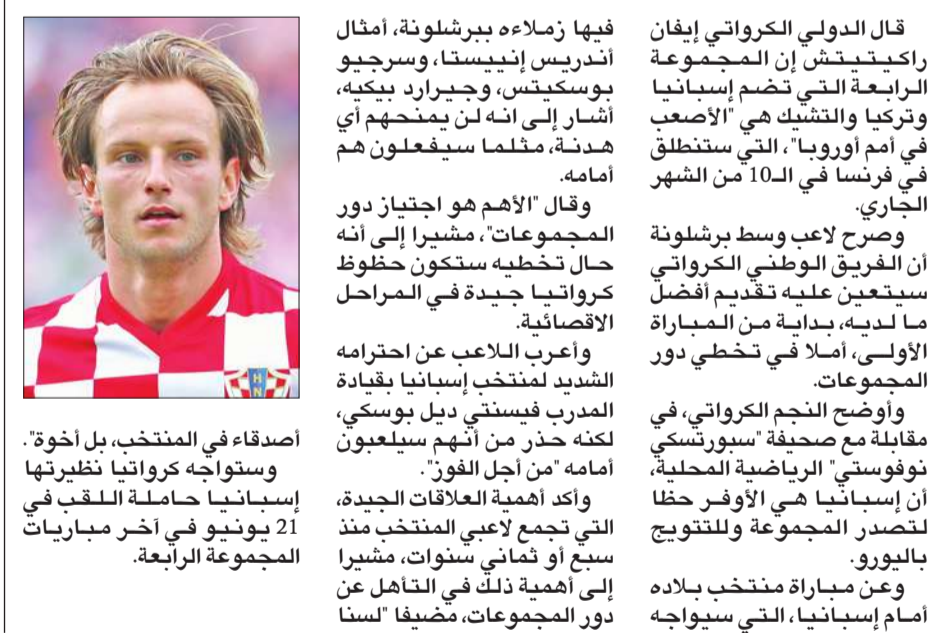 قال الدولي الكرواتي إيفان
راكيتيتش إن المجموعة
الرابعة التي تضم إسبانيا
وتركيا والتشيك هي "الأصعب
في أمم أوروبا"، التي ستنطلق
في فرنسا في الـ10 من الشهر
الجاري.
وصرح لاعب وسط برشلونة
أن الفريق الوطني الكرواتي
سيتعين عليه تقديم أفضل
ما لديه، بداية من المباراة
الأولى، أملا في تخطي دور
المجموعات.
وأوضح النجم الكرواتي، في
مقابلة مع صحيفة "سبورتسكي
نوفوستي" الرياضية المحلية،
أن إسبانيا هي الأوفر حظا
لتصدر المجموعة وللتتويج
باليورو.
وعن مباراة منتخب بلاده
أمام إسبانيا، التي سيواجه
فيها زملاءه ببرشلونة، أمثال
أندريس إنييستا، وسرجيو
بوسكيتس، وجيرارد بيكيه،
أشار إلى انه لن يمنحهم أي
هدنة، مثلما سيفعلون هم
أمامه.
وقال "الأهم هو اجتياز دور
المجموعات"، مشيرا إلى أنه
حال تخطيه ستكون حظوظ
كرواتيا جيدة في المراحل
الاقصائية.
وأعرب اللاعب عن احترامه
الشديد لمنتخب إسبانيا بقيادة
المدرب فيسنتي ديل بوسكي،
لكنه حذر من أنهم سيلعبون
أمامه "من أجل الفوز".
وأكد أهمية العلاقات الجيدة،
التي تجمع لاعبي المنتخب منذ
سبع أو ثماني سنوات، مشيرا
إلى أهمية ذلك في التأهل عن
دور المجموعات، مضيفا "لسنا
أصدقاء في المنتخب، بل أخوة".
وستواجه كرواتيا نظيرتها
إسبانيا حاملة اللقب في
21 يونيو في آخر مباريات
المجموعة الرابعة.
HN